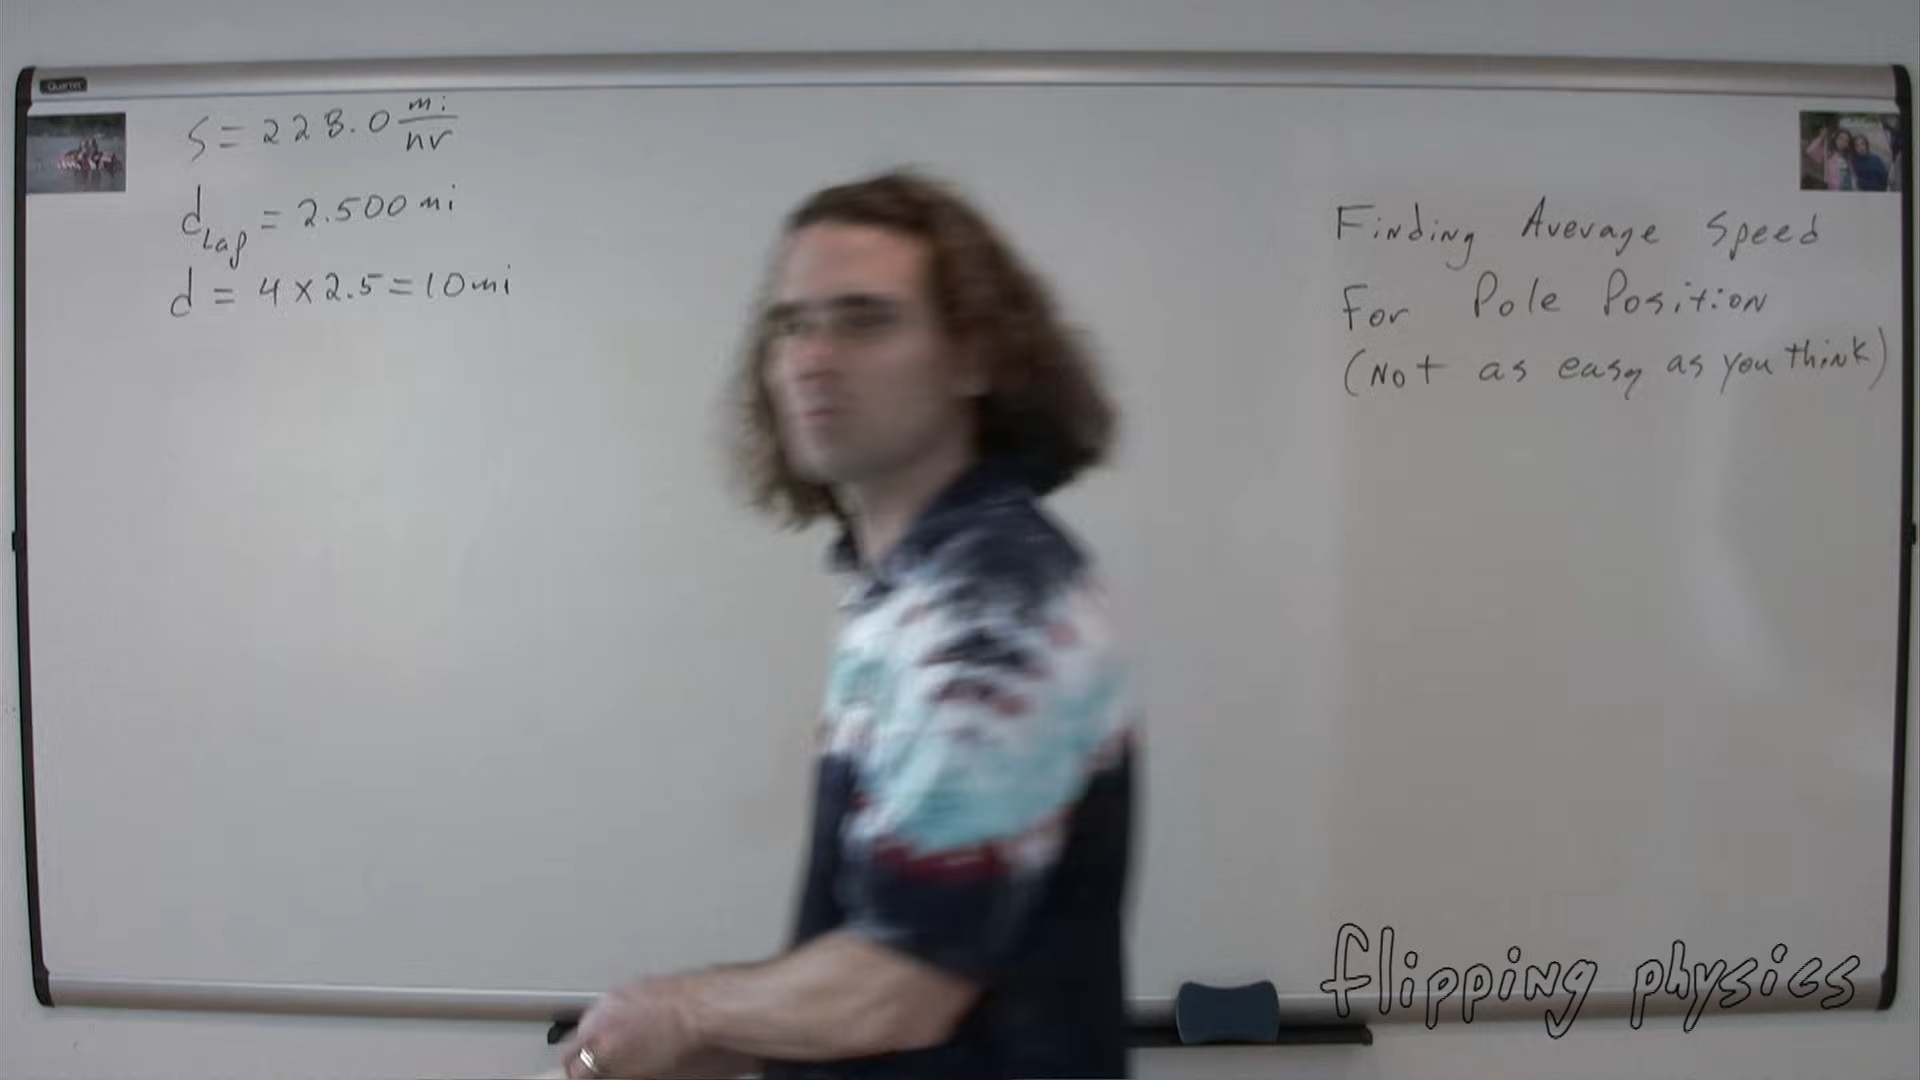 Quartet
S = 228.0 mi/hr
dLap = 2.500 mi
d = 4 x 2.5 = 10 mi
Finding Average Speed
For Pole Position
(Not as easy as you think)
flipping physics